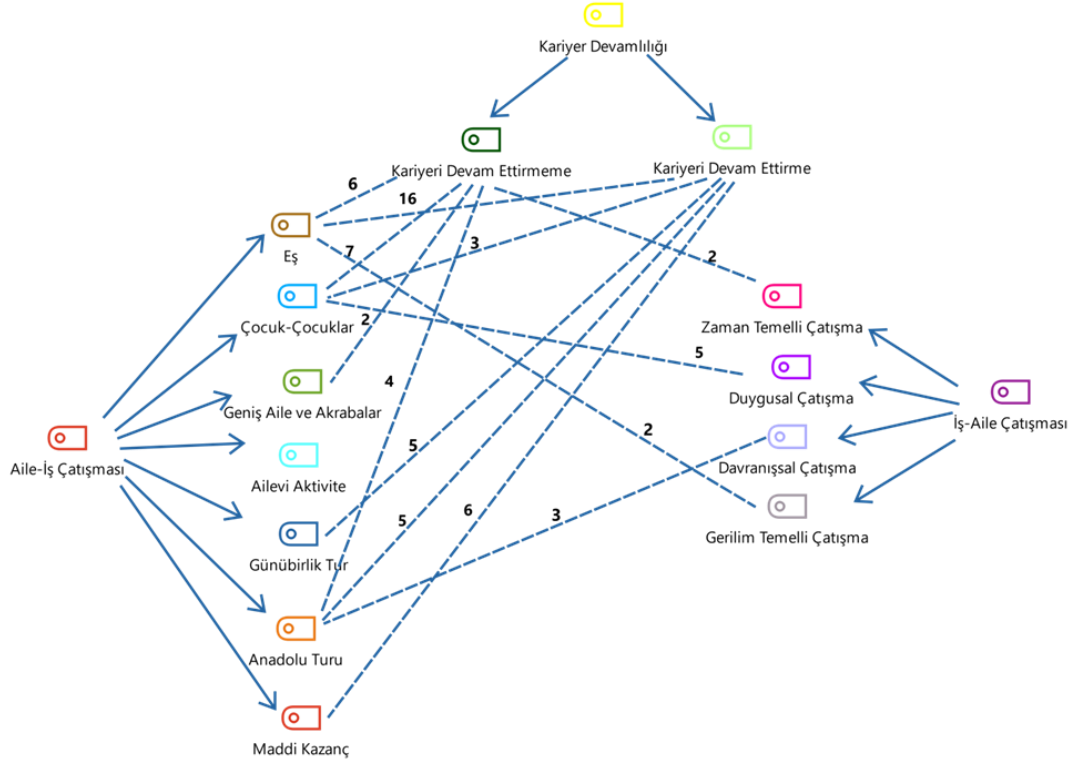 Kariyer Devamlılığı
Kariyeri Devam Ettirmeme
Kariyeri Devam Ettirme
6
16
Eş
7
3
2
Çocuk-Çocuklar
2
Zaman Temelli Çatışma
5
4
Duygusal Çatışma
Geniş Aile ve Akrabalar
İş-Aile Çatışması
2
Aile-İş Çatışması
5
Davranışsal Çatışma
Ailevi Aktivite
6
5
3
Gerilim Temelli Çatışma
Günübirlik Tur
Anadolu Turu
Maddi Kazanç